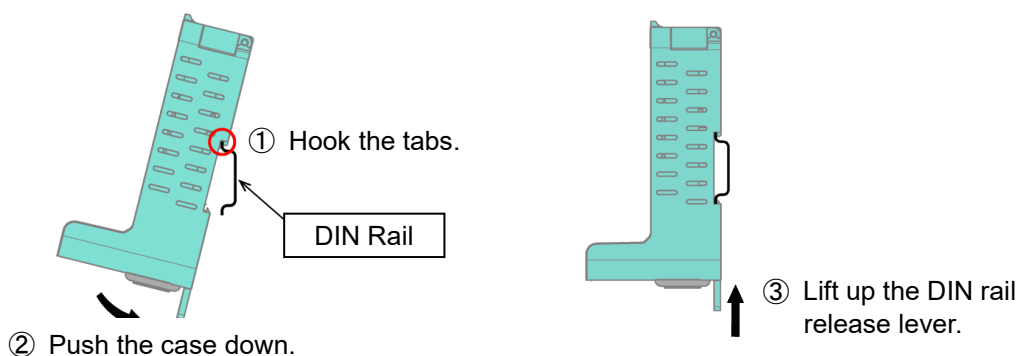 ① Hook the tabs.
DIN Rail
② Push the case down.
③ Lift up the DIN rail
release lever.